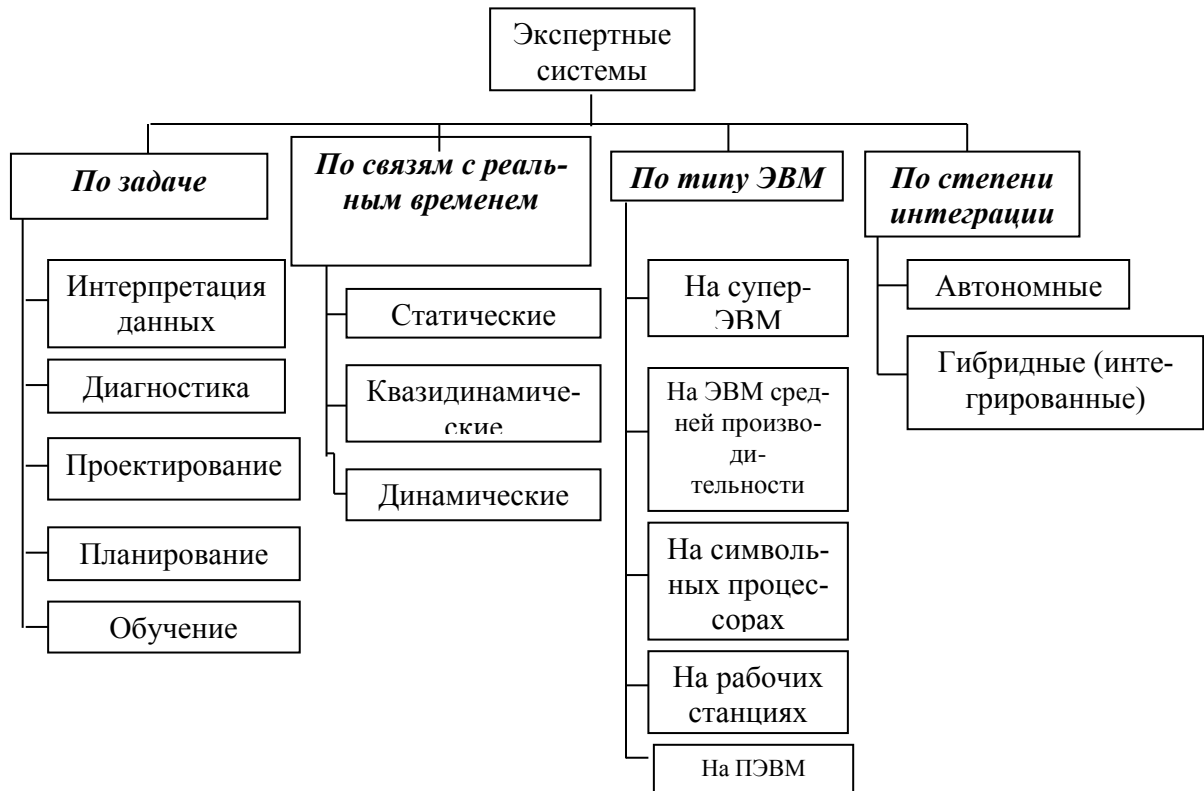 Экспертные
системы
По задаче
Интерпретация
данных
Диагностика
Проектирование
Планирование
Обучение
По связям с реаль-
ным временем
Статические
Квазидинамиче-
ские
Динамические
По типу ЭВМ
На супер-
ЭВМ
На ЭВМ сред-
ней произво-
ди-
тельности
На символь-
ных процес-
сорах
На рабочих
станциях
На ПЭВМ
По степени
интеграции
Автономные
Гибридные (инте-
грированные)